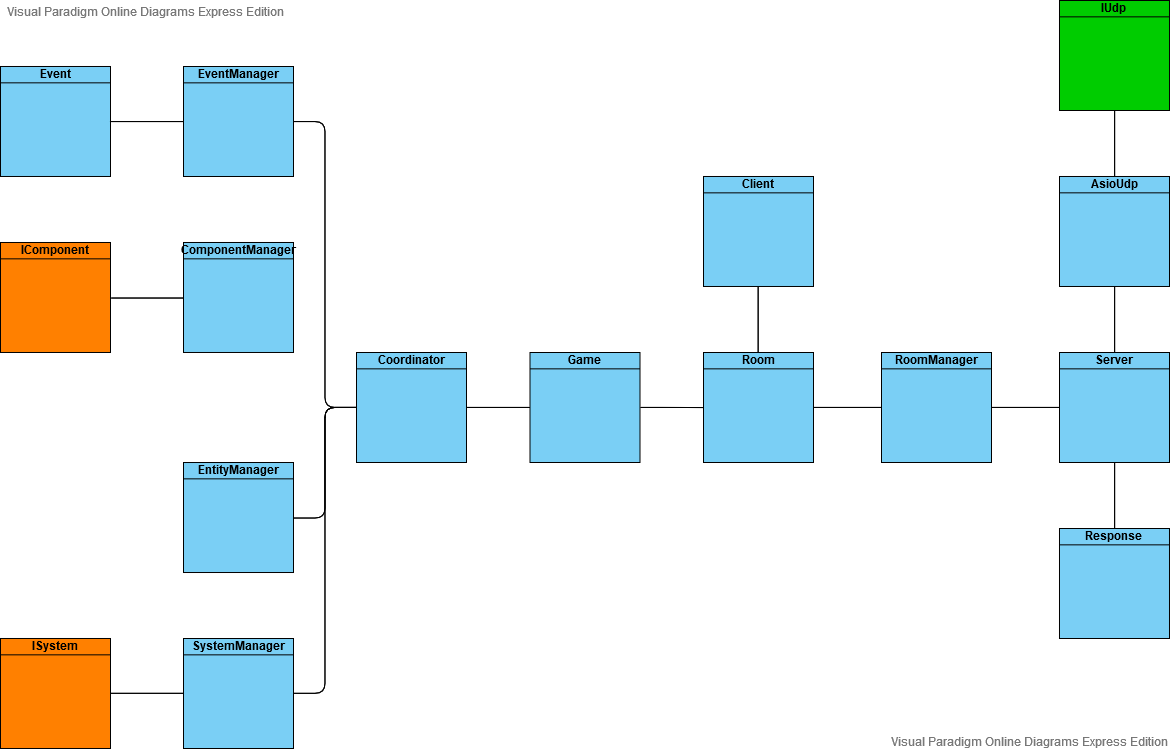 Visual Paradigm Online Diagrams Express Edition
IUdp
Event
EventManager
Client
AsioUdp
IComponent
ComponentManager
Coordinator
Game
Room
RoomManager
Server
EntityManager
Response
ISystem
SystemManager
Visual Paradigm Online Diagrams Express Edition